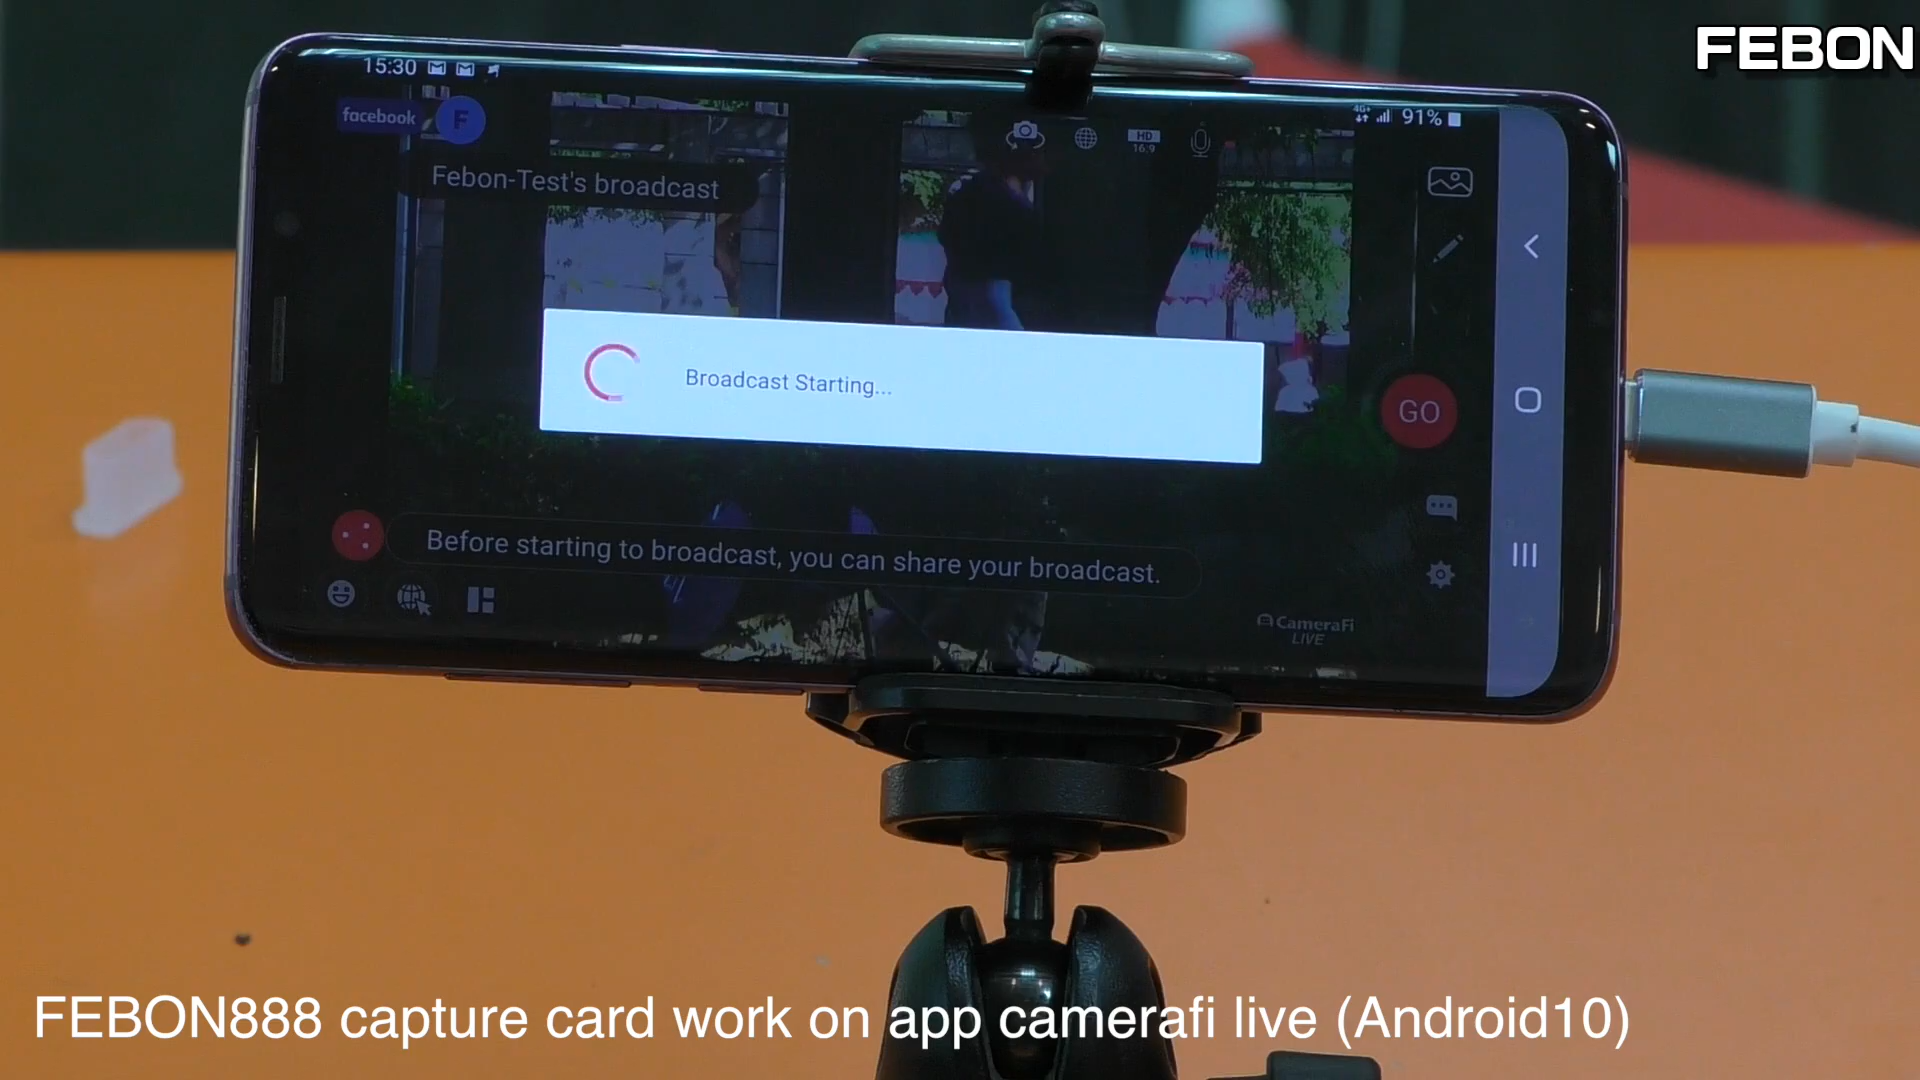 FEBON
15:30
4G+
91%
facebook
F
HD
16:9
Febon-Test's broadcast
Broadcast Starting...
GO
Before starting to broadcast, you can share your broadcast.
CameraFi
LIVE
FEBON888 capture card work on app camerafi live (Android10)